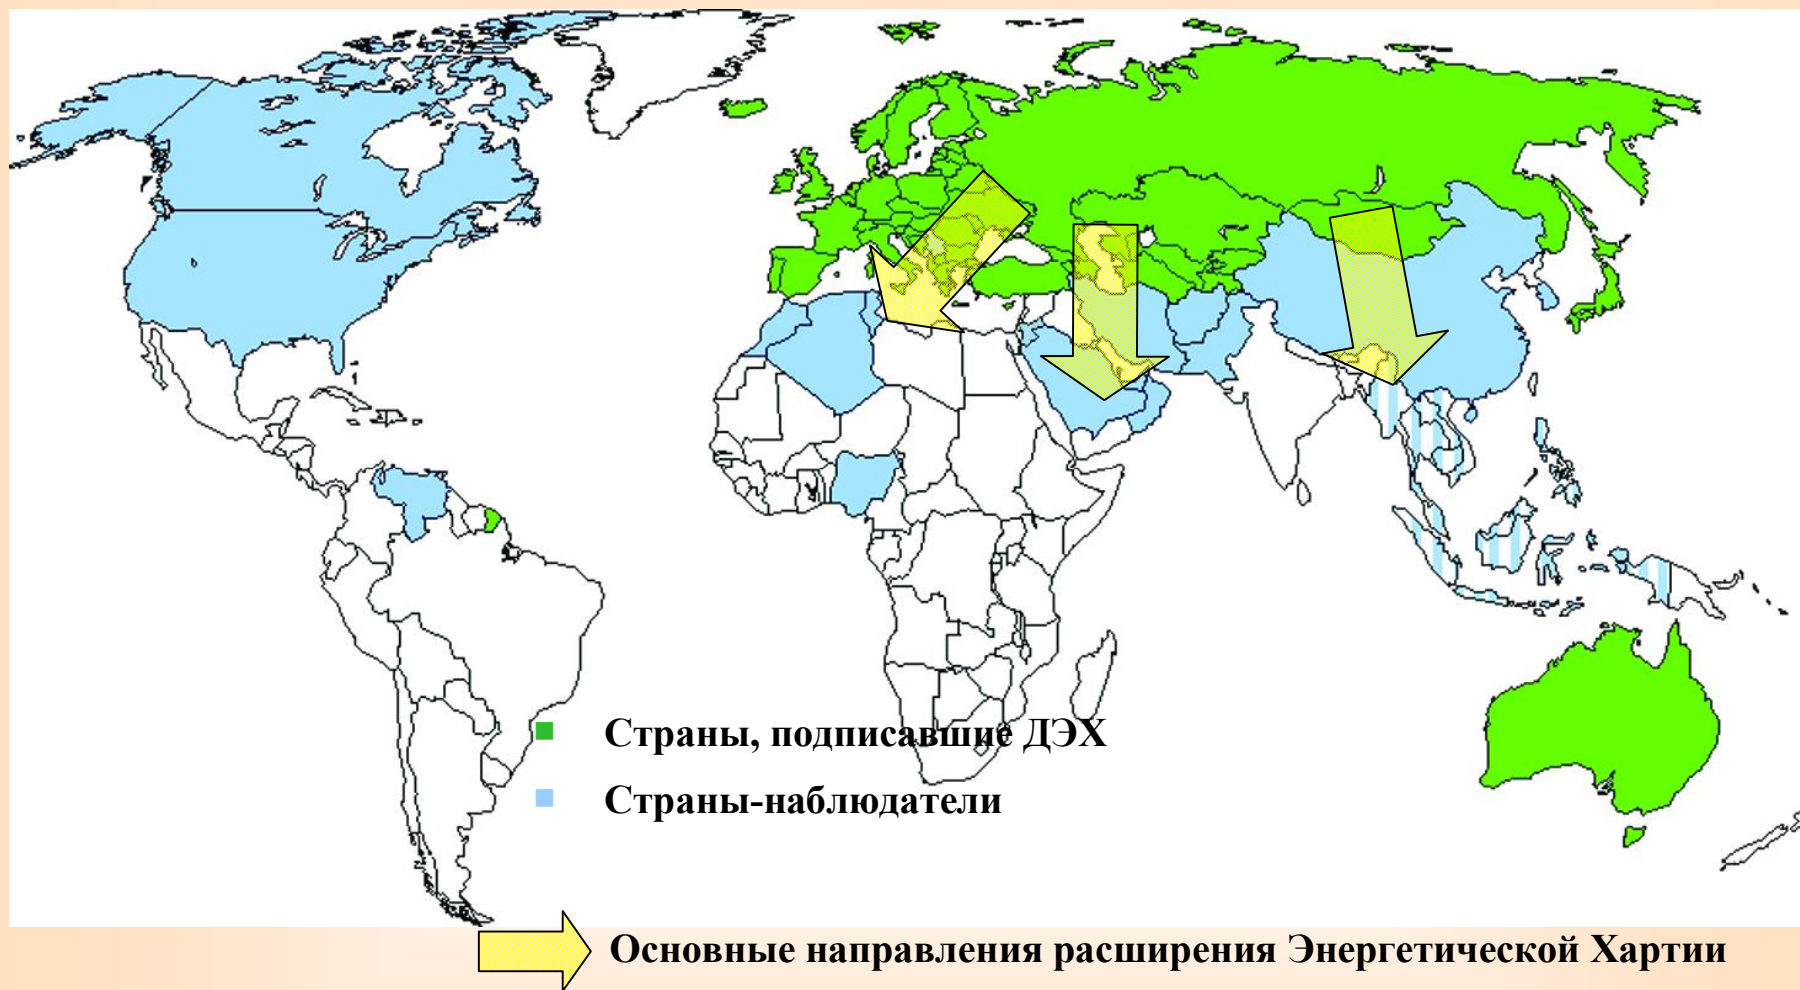 Страны, подписавшие ДЭХ
Страны-наблюдатели
Основные направления расширения Энергетической Хартии